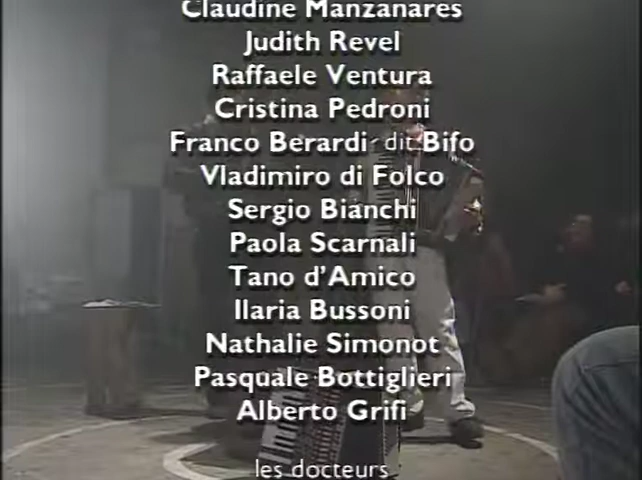 Claudine Manzanares
Judith Revel
Raffaele Ventura
Cristina Pedroni
Franco Berardi dit Bifo
Vladimiro di Folco
Sergio Bianchi
Paola Scarnali
Tano d'Amico
Ilaria Bussoni
Nathalie Simonot
Pasquale Bottiglieri
Alberto Grifi
les docteurs